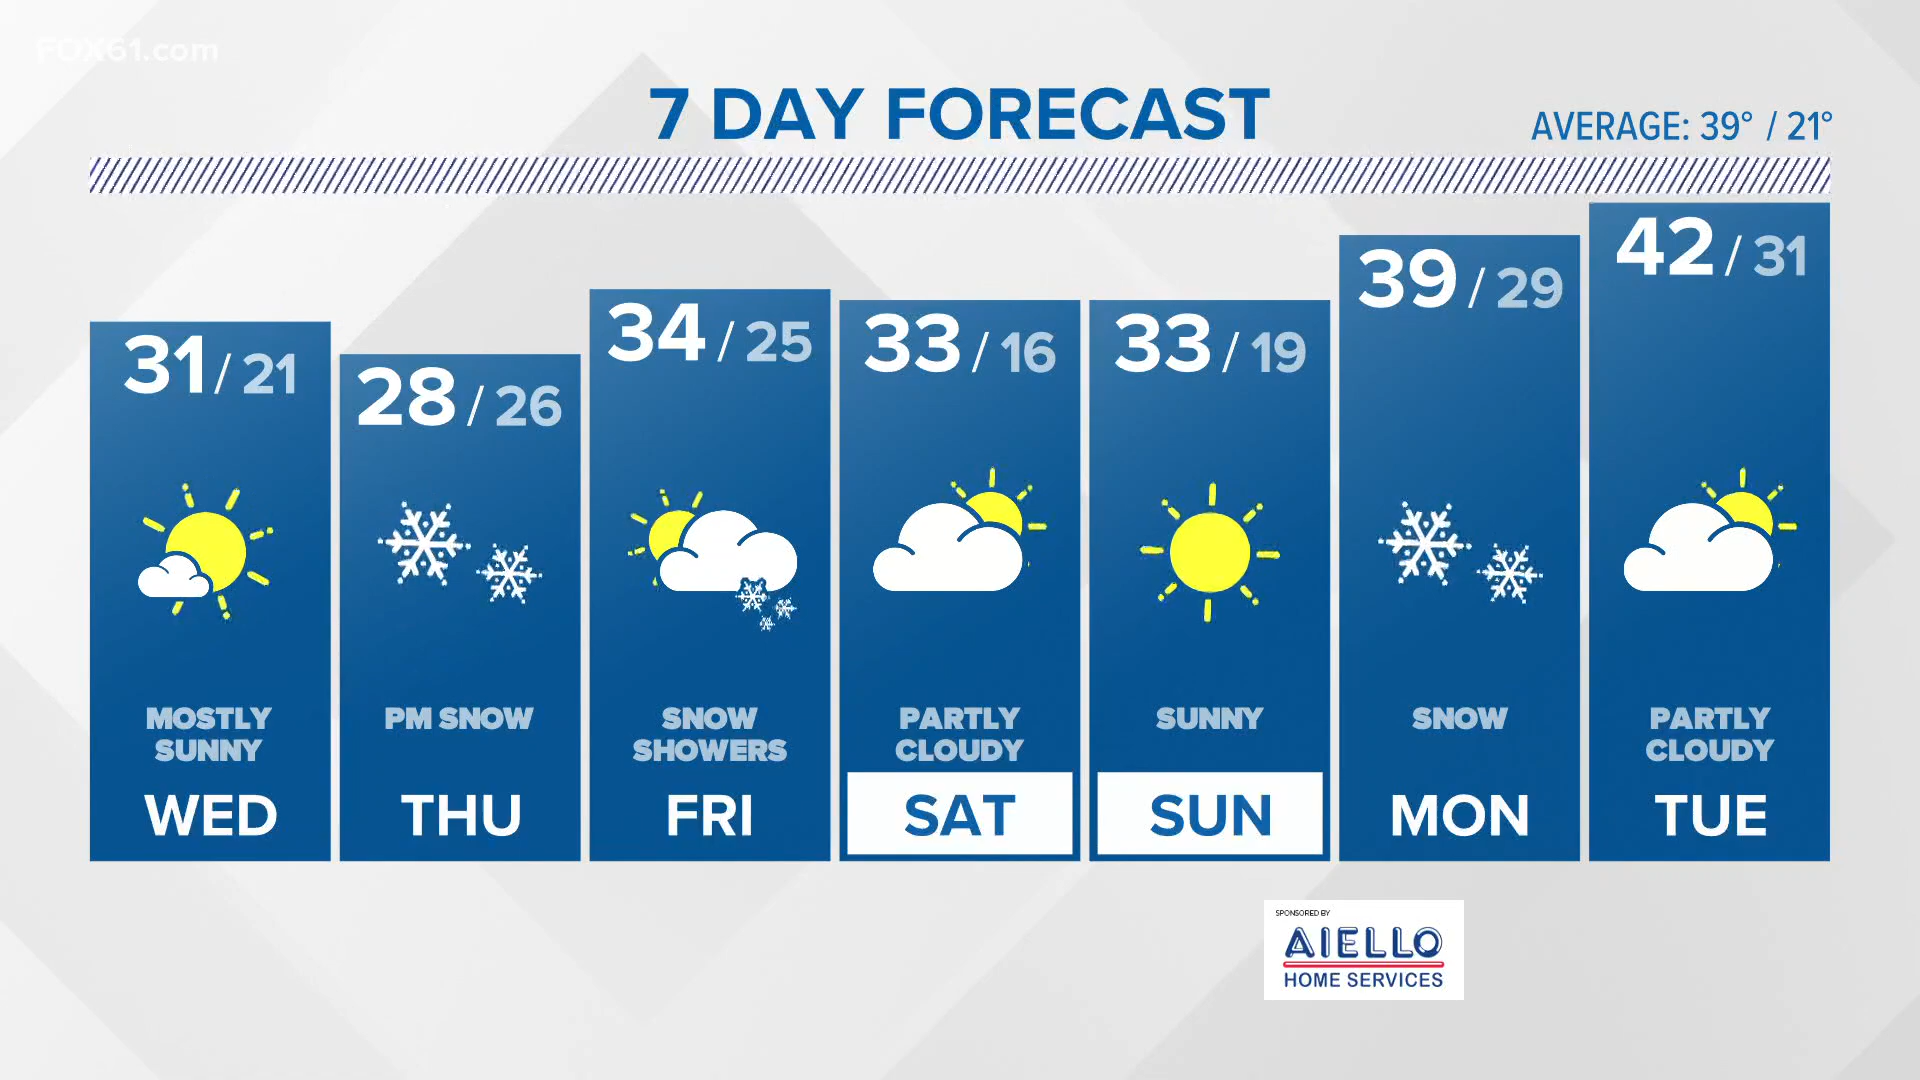 FOX61.com
7 DAY FORECAST
AVERAGE: 39° / 21°
31 / 21
MOSTLY
SUNNY
WED
28 / 26
PM SNOW
THU
34 / 25
SNOW
SHOWERS
FRI
33 / 16
PARTLY
CLOUDY
SAT
33 / 19
SUNNY
SUN
39 / 29
SNOW
MON
42 / 31
PARTLY
CLOUDY
TUE
SPONSORED BY
AIELLO
HOME SERVICES